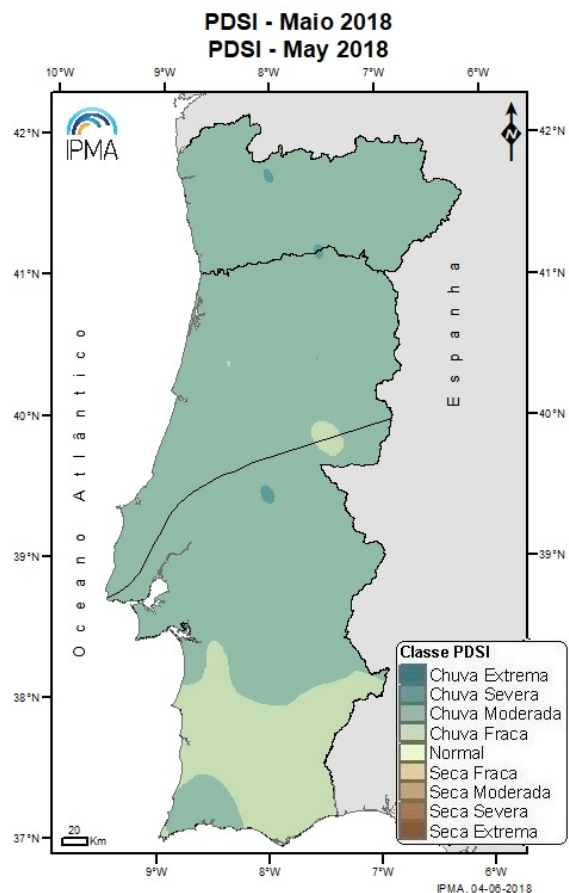 PDSI - Maio 2018
PDSI - May 2018
10°W 9°W 8°W 7°W 6°W
42°N 42°N
IPMA
N
41°N 41°N
Espanha
40°N 40°N
Oceano Atlântico
39°N 39°N
38°N
Classe PDSI
Chuva Extrema
Chuva Severa
Chuva Moderada
Chuva Fraca
Normal
Seca Fraca
Seca Moderada
Seca Severa
Seca Extrema
37°N
20
Km
9°W 8°W 7°W 6°W
IPMA, 04-06-2018